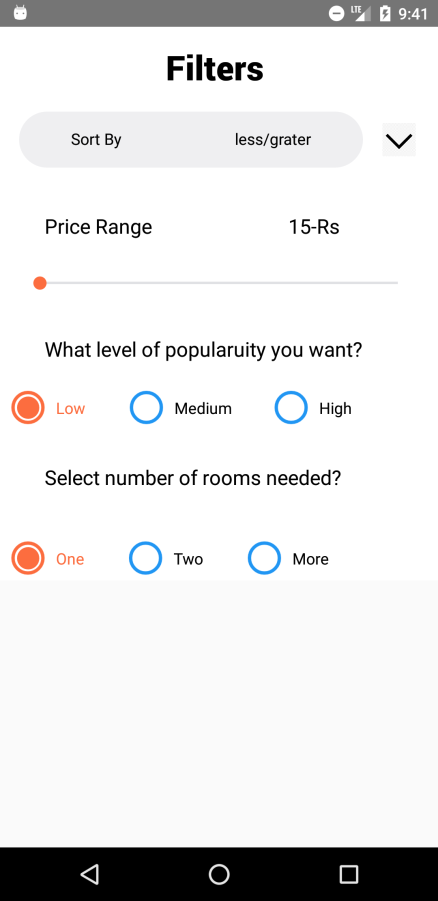 LTE 9:41
Filters
Sort By less/grater
Price Range 15-Rs
What level of popularuity you want?
Low Medium High
Select number of rooms needed?
One Two More